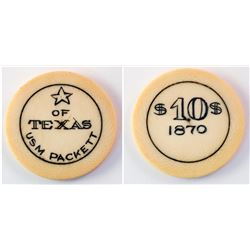 OF
TEXAS
USM PACKETT
$10$
1870